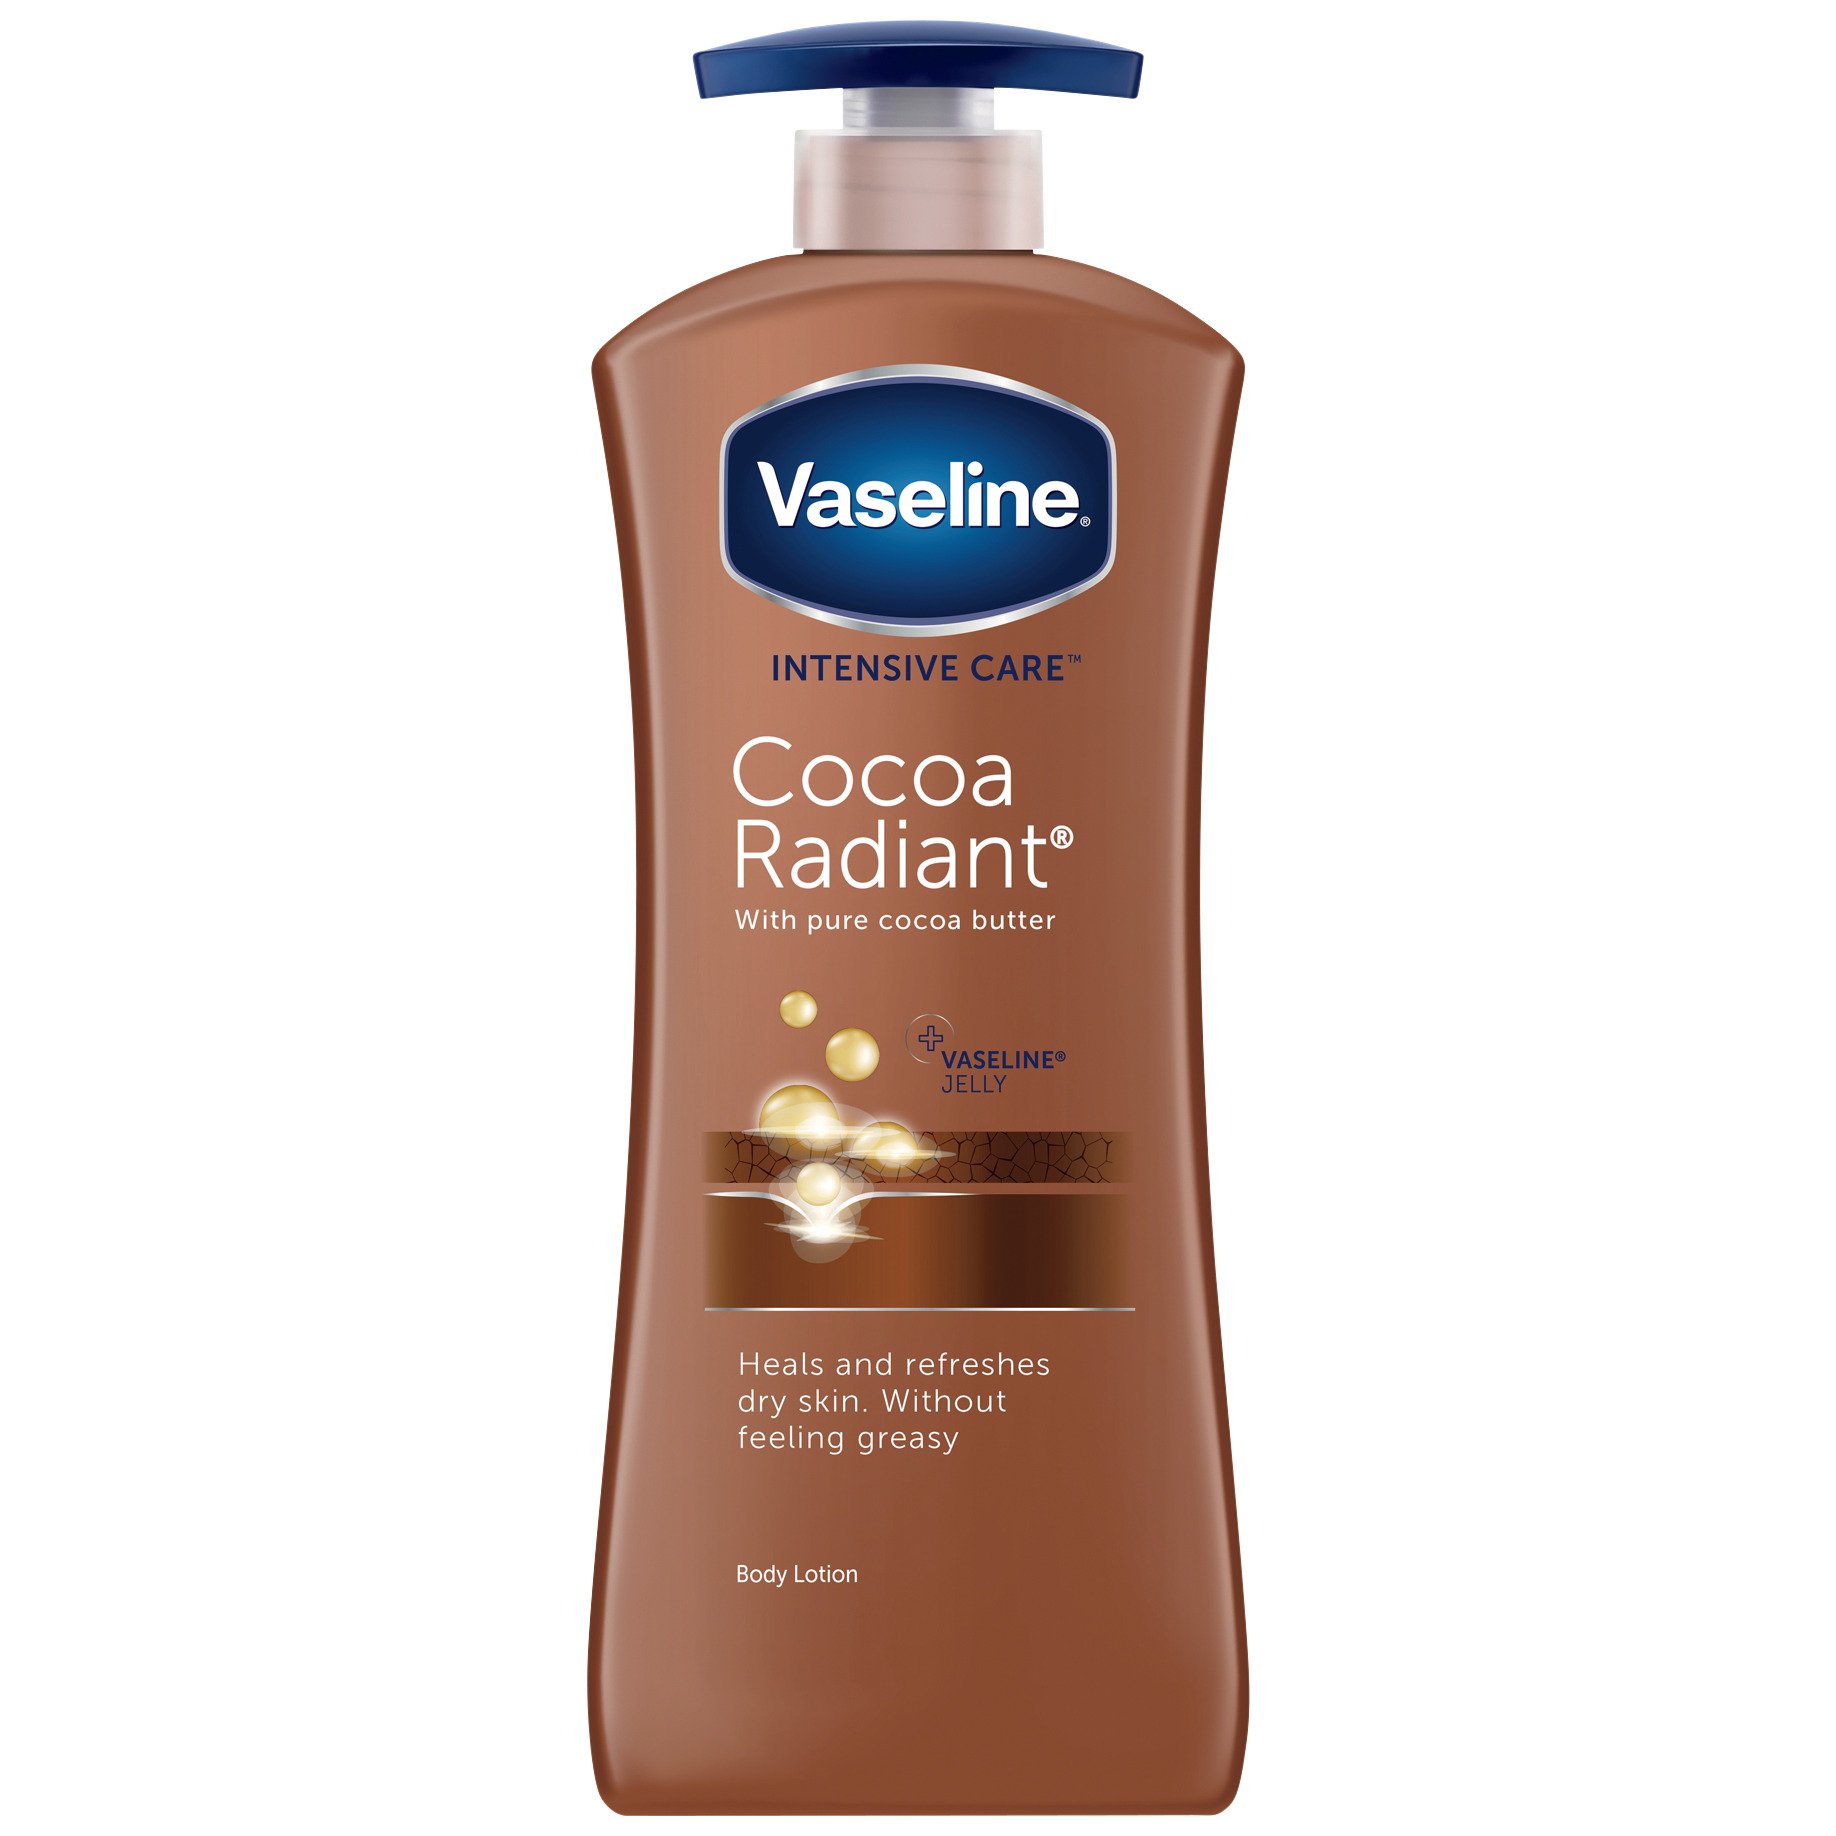 Vaseline®
INTENSIVE CARE™
Cocoa
Radiant®
With pure cocoa butter
VASELINE®
JELLY
Heals and refreshes
dry skin. Without
feeling greasy
Body Lotion